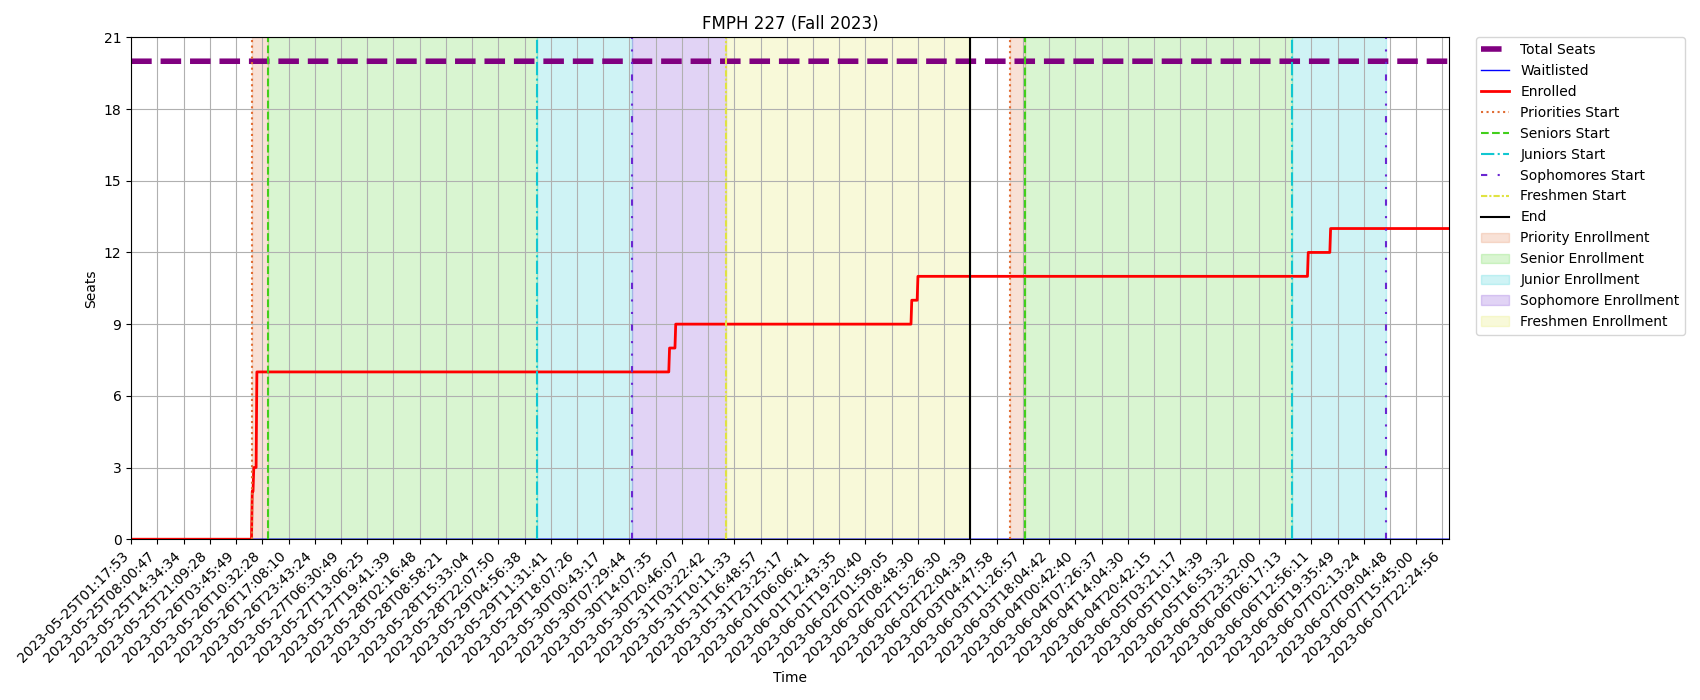 FMPH 227 (Fall 2023)
21
18
15
12
9
6
3
0
Seats
2023-05-25T01:17:53
2023-05-25T08:00:47
2023-05-25T14:34:34
2023-05-25T21:09:28
2023-05-26T03:45:49
2023-05-26T10:32:28
2023-05-26T17:08:10
2023-05-26T23:43:24
2023-05-27T06:30:49
2023-05-27T13:06:25
2023-05-27T19:41:39
2023-05-28T02:16:48
2023-05-28T08:58:21
2023-05-28T15:33:04
2023-05-28T22:07:50
2023-05-29T04:56:38
2023-05-29T11:31:41
2023-05-29T18:07:26
2023-05-30T00:43:17
2023-05-30T07:29:44
2023-05-30T14:07:35
2023-05-30T20:46:07
2023-05-31T03:22:42
2023-05-31T10:11:33
2023-05-31T16:48:57
2023-05-31T23:25:17
2023-06-01T06:06:41
2023-06-01T12:43:35
2023-06-01T19:20:40
2023-06-02T01:59:05
2023-06-02T08:48:30
2023-06-02T15:26:30
2023-06-02T22:04:39
2023-06-03T04:47:58
2023-06-03T11:26:57
2023-06-03T18:04:42
2023-06-04T00:42:40
2023-06-04T07:26:37
2023-06-04T14:04:30
2023-06-04T20:42:15
2023-06-05T03:21:17
2023-06-05T10:14:39
2023-06-05T16:53:32
2023-06-05T23:32:00
2023-06-06T06:17:13
2023-06-06T12:56:11
2023-06-06T19:35:49
2023-06-07T02:13:24
2023-06-07T09:04:48
2023-06-07T15:45:00
2023-06-07T22:24:56
Time
Total Seats
Waitlisted
Enrolled
Priorities Start
Seniors Start
Juniors Start
Sophomores Start
Freshmen Start
End
Priority Enrollment
Senior Enrollment
Junior Enrollment
Sophomore Enrollment
Freshmen Enrollment